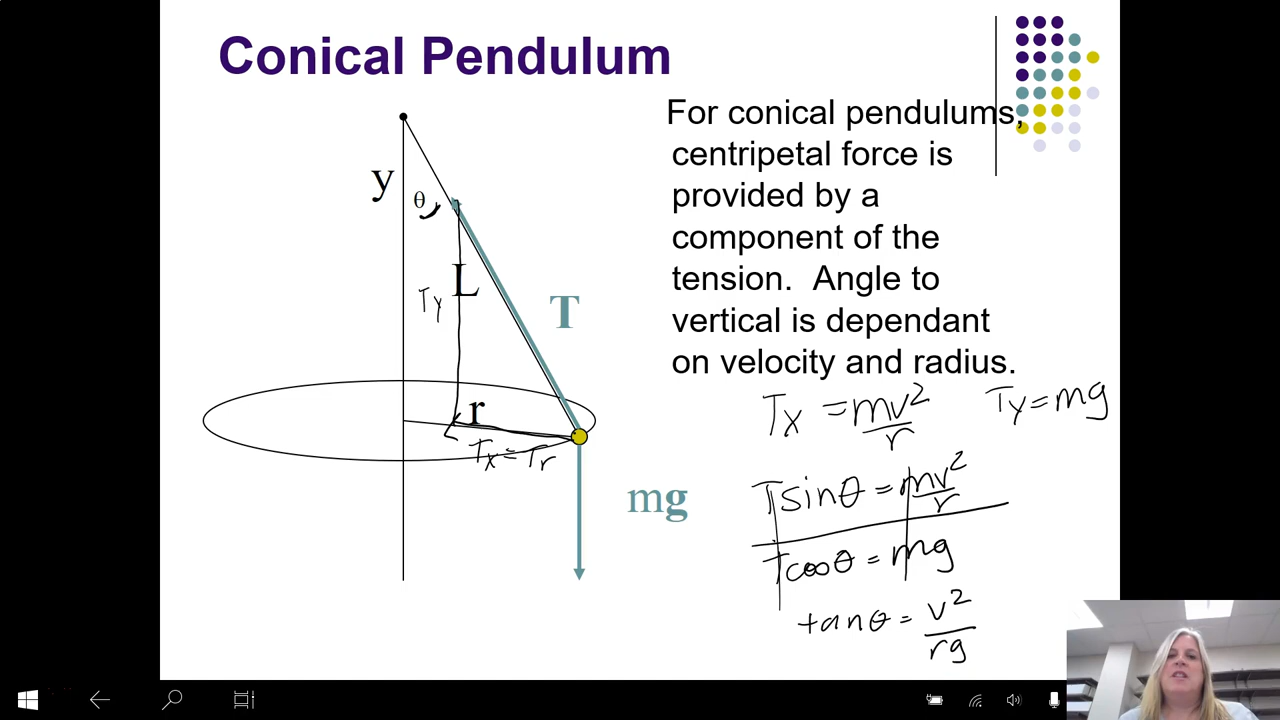 Conical Pendulum
For conical pendulums,
centripetal force is
provided by a
component of the
tension. Angle to
vertical is dependant
on velocity and radius.
y
θ
L
Ty
T
r
Tx = Tr
mg
Tx = mv²/r
Ty = mg
Tsinθ = mv²/r
Tcosθ = mg
tanθ = v²/rg